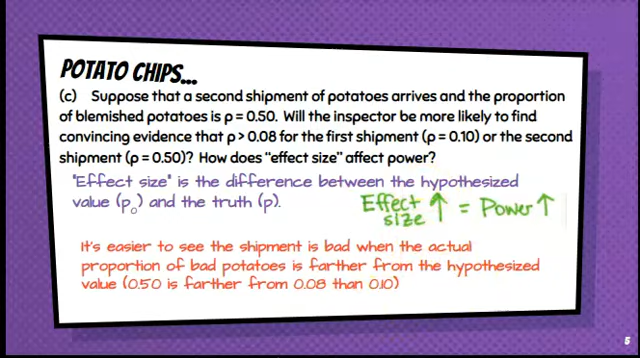 POTATO CHIPS...
(c) Suppose that a second shipment of potatoes arrives and the proportion
of blemished potatoes is p = 0.50. Will the inspector be more likely to find
convincing evidence that p > 0.08 for the first shipment (p = 0.10) or the second
shipment (p = 0.50)? How does "effect size" affect power?
"Effect size" is the difference between the hypothesized
value (p₀) and the truth (p).
Effect size ↑ = Power ↑
It's easier to see the shipment is bad when the actual
proportion of bad potatoes is farther from the hypothesized
value (0.50 is farther from 0.08 than 0.10)
5